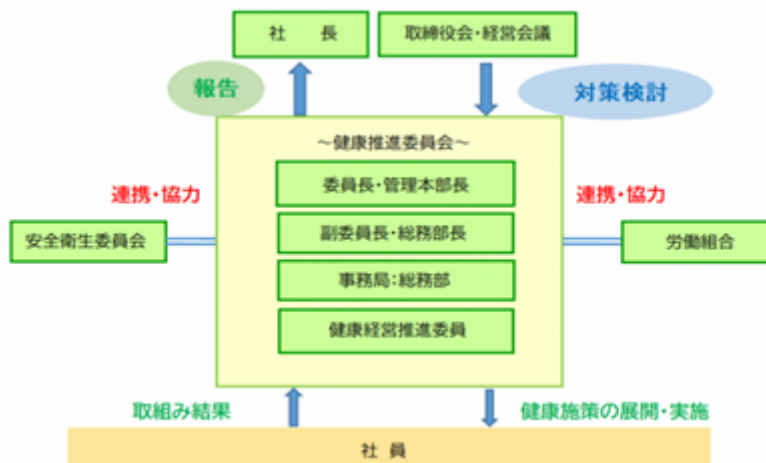 社　長
取締役会・経営会議
報告
対策検討
～健康推進委員会～
委員長・管理本部長
連携・協力
連携・協力
副委員長・総務部長
安全衛生委員会
労働組合
事務局：総務部
健康経営推進委員
取組み結果
健康施策の展開・実施
社 員